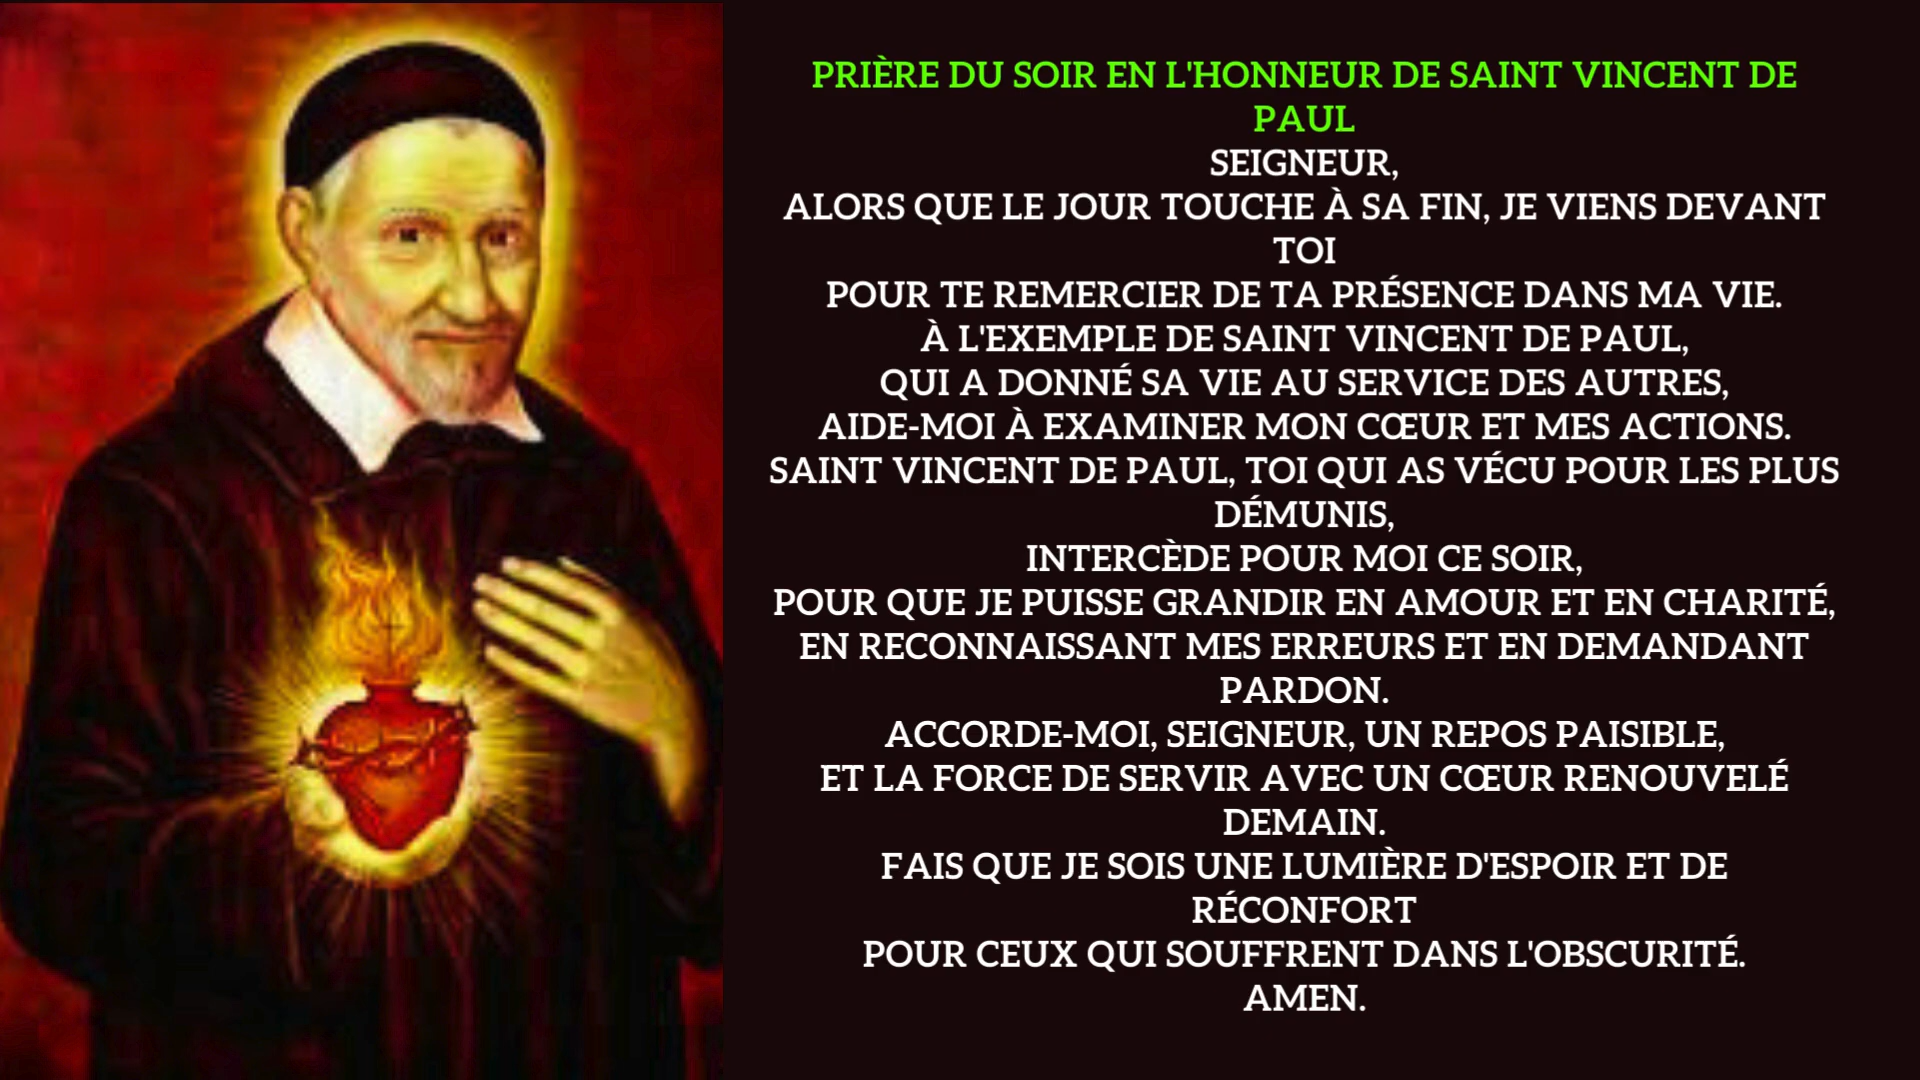 PRIÈRE DU SOIR EN L'HONNEUR DE SAINT VINCENT DE
PAUL
SEIGNEUR,
ALORS QUE LE JOUR TOUCHE À SA FIN, JE VIENS DEVANT
TOI
POUR TE REMERCIER DE TA PRÉSENCE DANS MA VIE.
À L'EXEMPLE DE SAINT VINCENT DE PAUL,
QUI A DONNÉ SA VIE AU SERVICE DES AUTRES,
AIDE-MOI À EXAMINER MON CŒUR ET MES ACTIONS.
SAINT VINCENT DE PAUL, TOI QUI AS VÉCU POUR LES PLUS
DÉMUNIS,
INTERCÈDE POUR MOI CE SOIR,
POUR QUE JE PUISSE GRANDIR EN AMOUR ET EN CHARITÉ,
EN RECONNAISSANT MES ERREURS ET EN DEMANDANT
PARDON.
ACCORDE-MOI, SEIGNEUR, UN REPOS PAISIBLE,
ET LA FORCE DE SERVIR AVEC UN CŒUR RENOUVELÉ
DEMAIN.
FAIS QUE JE SOIS UNE LUMIÈRE D'ESPOIR ET DE
RÉCONFORT
POUR CEUX QUI SOUFFRENT DANS L'OBSCURITÉ.
AMEN.